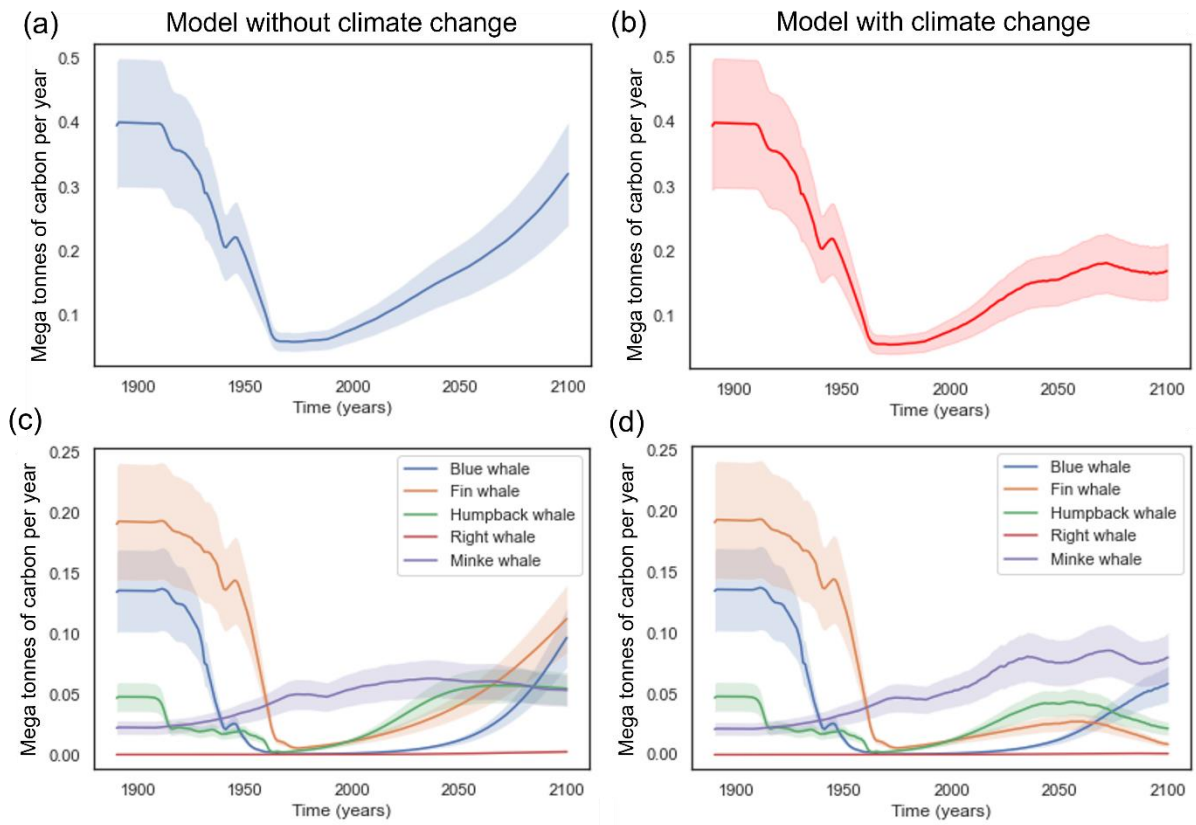 (a) Model without climate change
(b) Model with climate change
Mega tonnes of carbon per year
0.5
0.4
0.3
0.2
0.1
1900 1950 2000 2050 2100
Time (years)
Mega tonnes of carbon per year
0.5
0.4
0.3
0.2
0.1
1900 1950 2000 2050 2100
Time (years)
(c)
Mega tonnes of carbon per year
0.25
0.20
0.15
0.10
0.05
0.00
Blue whale
Fin whale
Humpback whale
Right whale
Minke whale
1900 1950 2000 2050 2100
Time (years)
(d)
Mega tonnes of carbon per year
0.25
0.20
0.15
0.10
0.05
0.00
Blue whale
Fin whale
Humpback whale
Right whale
Minke whale
1900 1950 2000 2050 2100
Time (years)